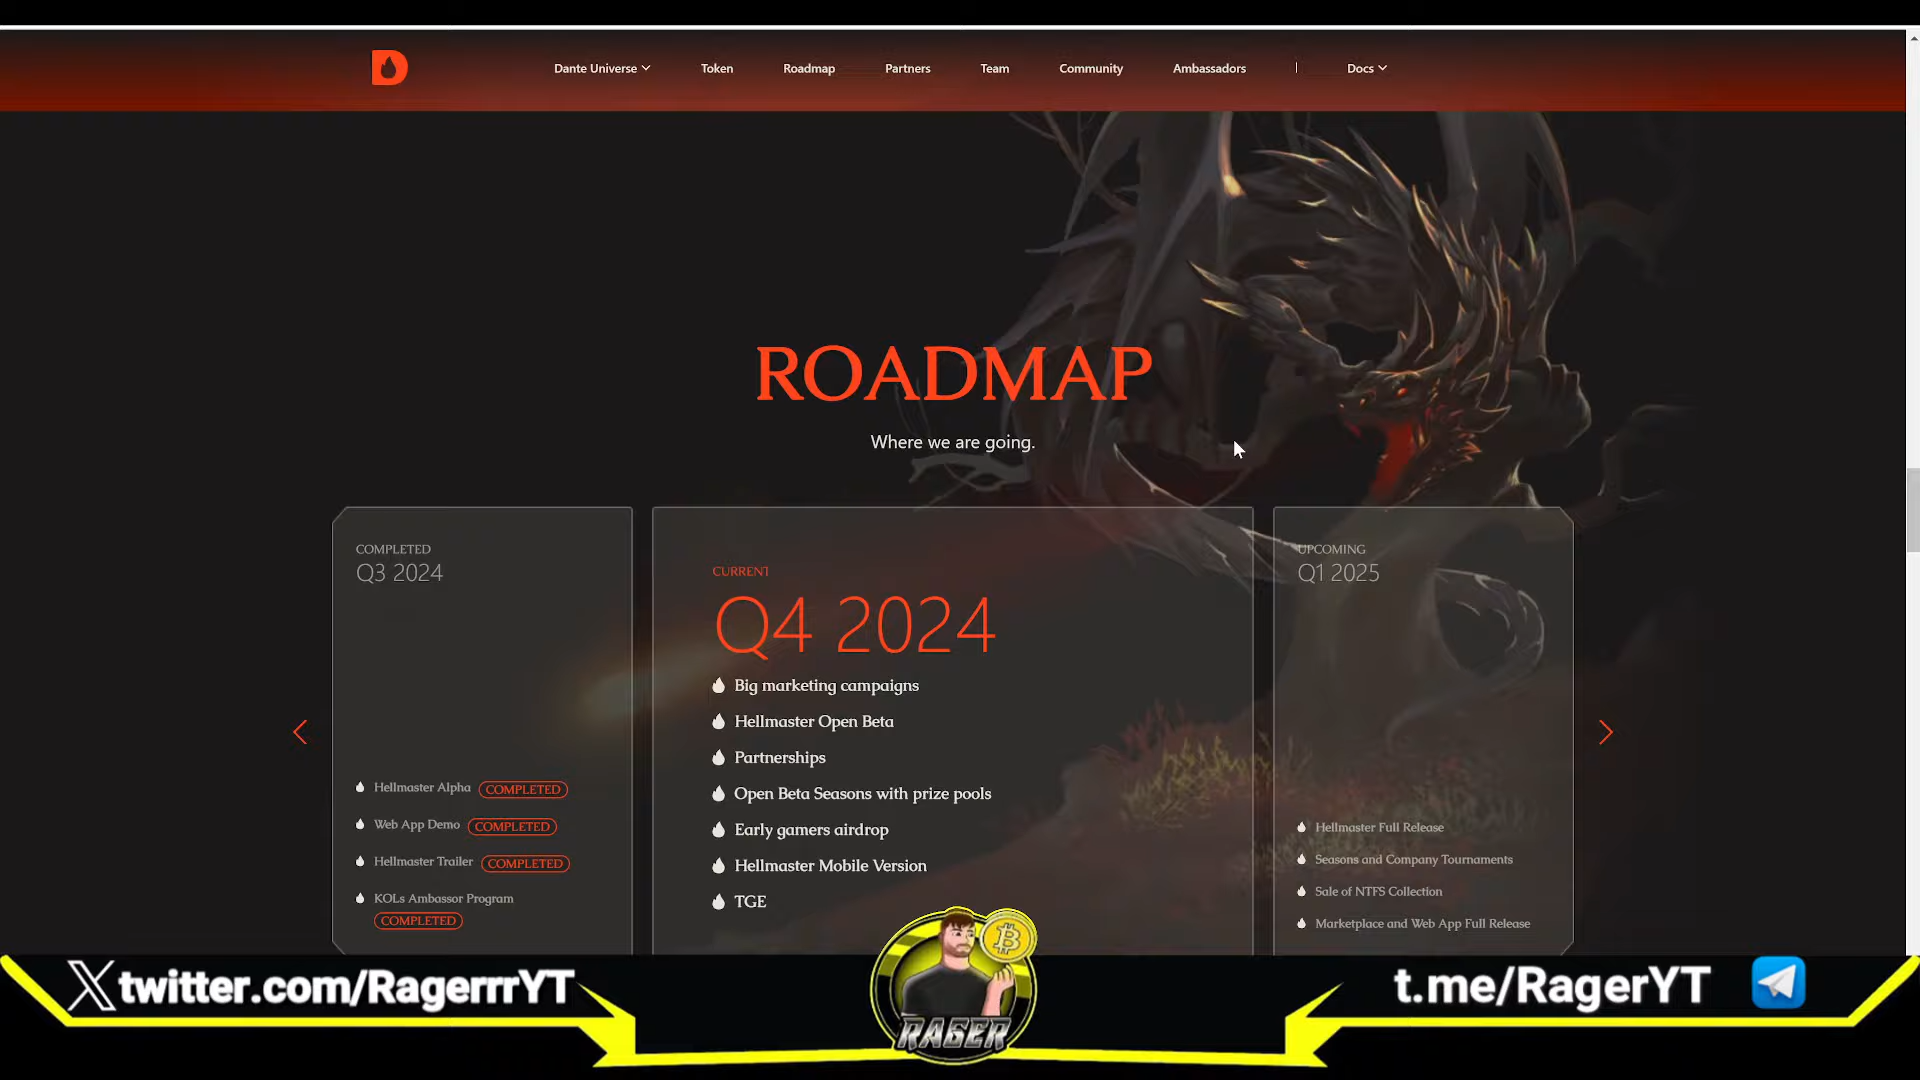 Dante Universe Token Roadmap Partners Team Community Ambassadors | Docs
ROADMAP
Where we are going.
COMPLETED
Q3 2024
Hellmaster Alpha COMPLETED
Web App Demo COMPLETED
Hellmaster Trailer COMPLETED
KOLs Ambassor Program
COMPLETED
CURRENT
Q4 2024
Big marketing campaigns
Hellmaster Open Beta
Partnerships
Open Beta Seasons with prize pools
Early gamers airdrop
Hellmaster Mobile Version
TGE
UPCOMING
Q1 2025
Hellmaster Full Release
Seasons and Company Tournaments
Sale of NTFS Collection
Marketplace and Web App Full Release
twitter.com/RagerrrYT
RAGER
t.me/RagerYT